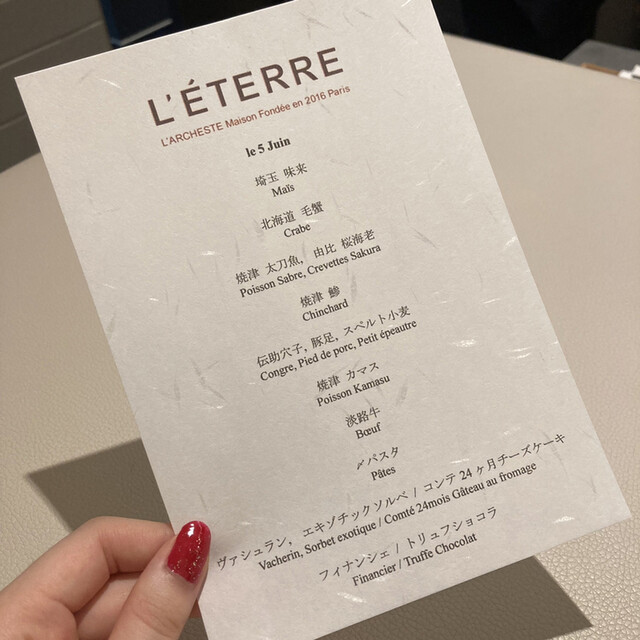 L'ÉTERRE
L'ARCHESTE Maison Fondée en 2016 Paris
le 5 Juin
埼玉 味来
Maïs
北海道 毛蟹
Crabe
焼津 太刀魚, 由比 桜海老
Poisson Sabre, Crevettes Sakura
焼津 鯵
Chinchard
伝助穴子, 豚足, スペルト小麦
Congre, Pied de porc, Petit épeautre
焼津 カマス
Poisson Kamasu
淡路牛
Bœuf
〆パスタ
Pâtes
ヴァシュラン, エキゾチックソルベ / コンテ 24 ヶ月チーズケーキ
Vacherin, Sorbet exotique / Comté 24mois Gâteau au fromage
フィナンシェ / トリュフショコラ
Financier / Truffe Chocolat